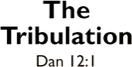 The
Tribulation
Dan 12:1